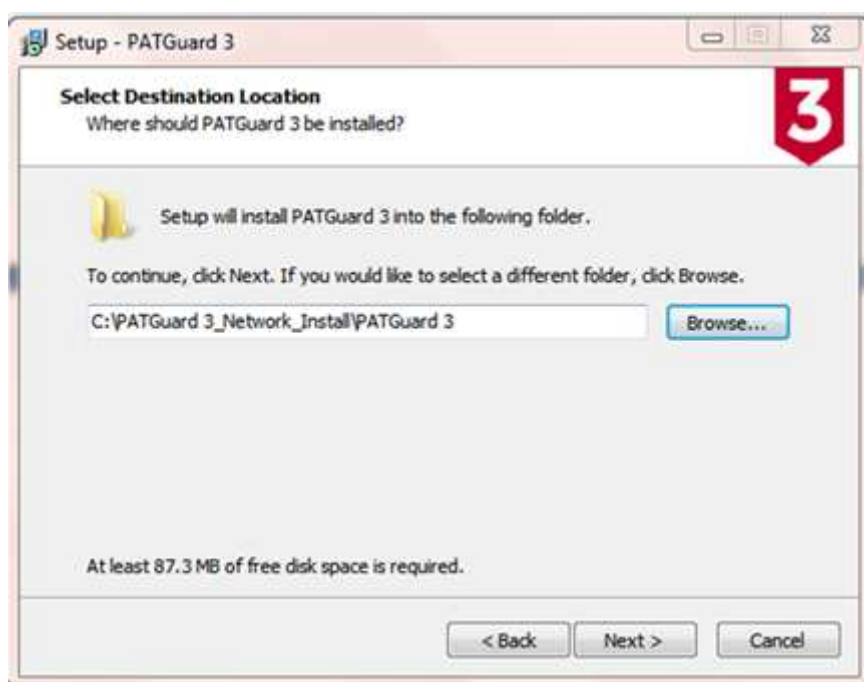 Setup - PATGuard 3
Select Destination Location
Where should PATGuard 3 be installed?
3
Setup will install PATGuard 3 into the following folder.
To continue, click Next. If you would like to select a different folder, click Browse.
C:\PATGuard 3_Network_Install\PATGuard 3
Browse...
At least 87.3 MB of free disk space is required.
< Back
Next >
Cancel